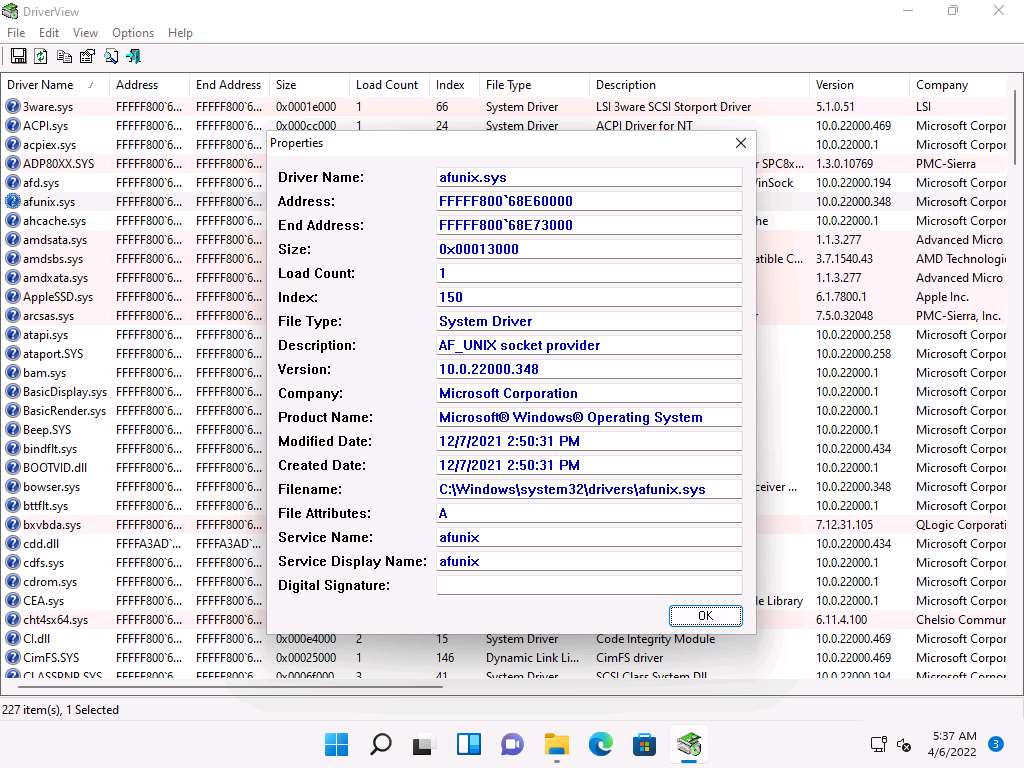 DriverView
File Edit View Options Help
Driver Name Address End Address Size Load Count Index File Type Description Version Company
3ware.sys FFFFF800`6... FFFFF800`6... 0x0001e000 1 66 System Driver LSI 3ware SCSI Storport Driver 5.1.0.51 LSI
ACPI.sys FFFFF800`6... FFFFF800`6... 0x000cc000 1 24 System Driver ACPI Driver for NT 10.0.22000.469 Microsoft Corpor
acpiex.sys FFFFF800`6... FFFFF800`6... 10.0.22000.1 Microsoft Corpor
ADP80XX.SYS FFFFF800`6... FFFFF800`6... r SPC8x... 1.3.0.10769 PMC-Sierra
afd.sys FFFFF800`6... FFFFF800`6... WinSock 10.0.22000.194 Microsoft Corpor
afunix.sys FFFFF800`6... FFFFF800`6... 10.0.22000.348 Microsoft Corpor
ahcache.sys FFFFF800`6... FFFFF800`6... he 10.0.22000.1 Microsoft Corpor
amdsata.sys FFFFF800`6... FFFFF800`6... 1.1.3.277 Advanced Micro
amdsbs.sys FFFFF800`6... FFFFF800`6... atible C... 3.7.1540.43 AMD Technologi
amdxata.sys FFFFF800`6... FFFFF800`6... 1.1.3.277 Advanced Micro
AppleSSD.sys FFFFF800`6... FFFFF800`6... 6.1.7800.1 Apple Inc.
arcsas.sys FFFFF800`6... FFFFF800`6... 7.5.0.32048 PMC-Sierra, Inc.
atapi.sys FFFFF800`6... FFFFF800`6... 10.0.22000.258 Microsoft Corpor
ataport.SYS FFFFF800`6... FFFFF800`6... 10.0.22000.258 Microsoft Corpor
bam.sys FFFFF800`6... FFFFF800`6... 10.0.22000.1 Microsoft Corpor
BasicDisplay.sys FFFFF800`6... FFFFF800`6... 10.0.22000.1 Microsoft Corpor
BasicRender.sys FFFFF800`6... FFFFF800`6... 10.0.22000.1 Microsoft Corpor
Beep.SYS FFFFF800`6... FFFFF800`6... 10.0.22000.1 Microsoft Corpor
bindflt.sys FFFFF800`6... FFFFF800`6... 10.0.22000.434 Microsoft Corpor
BOOTVID.dll FFFFF800`6... FFFFF800`6... 10.0.22000.1 Microsoft Corpor
bowser.sys FFFFF800`6... FFFFF800`6... ceiver ... 10.0.22000.348 Microsoft Corpor
bttflt.sys FFFFF800`6... FFFFF800`6... 10.0.22000.1 Microsoft Corpor
bxvbda.sys FFFFF800`6... FFFFF800`6... 7.12.31.105 QLogic Corporati
cdd.dll FFFFA3AD`... FFFFA3AD`... 10.0.22000.434 Microsoft Corpor
cdfs.sys FFFFF800`6... FFFFF800`6... 10.0.22000.1 Microsoft Corpor
cdrom.sys FFFFF800`6... FFFFF800`6... 10.0.22000.1 Microsoft Corpor
CEA.sys FFFFF800`6... FFFFF800`6... le Library 10.0.22000.1 Microsoft Corpor
cht4sx64.sys FFFFF800`6... FFFFF800`6... 6.11.4.100 Chelsio Commur
CI.dll FFFFF800`6... FFFFF800`6... 0x000e4000 2 15 System Driver Code Integrity Module 10.0.22000.469 Microsoft Corpor
CimFS.SYS FFFFF800`6... FFFFF800`6... 0x00025000 1 146 Dynamic Link Li... CimFS driver 10.0.22000.469 Microsoft Corpor
CLASSPNP.SYS FFFFF800`6... FFFFF800`6... 0x0006f000 3 41 System Driver SCSI Class System Dll 10.0.22000.194 Microsoft Corpor
Properties
Driver Name: afunix.sys
Address: FFFFF800`68E60000
End Address: FFFFF800`68E73000
Size: 0x00013000
Load Count: 1
Index: 150
File Type: System Driver
Description: AF_UNIX socket provider
Version: 10.0.22000.348
Company: Microsoft Corporation
Product Name: Microsoft® Windows® Operating System
Modified Date: 12/7/2021 2:50:31 PM
Created Date: 12/7/2021 2:50:31 PM
Filename: C:\Windows\system32\drivers\afunix.sys
File Attributes: A
Service Name: afunix
Service Display Name: afunix
Digital Signature:
OK
227 item(s), 1 Selected
5:37 AM
4/6/2022
3